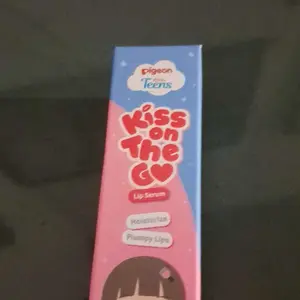 Pigeon
Teens
Kiss
on
The
GO
Lip Serum
Moisturize
Plumpy Lips